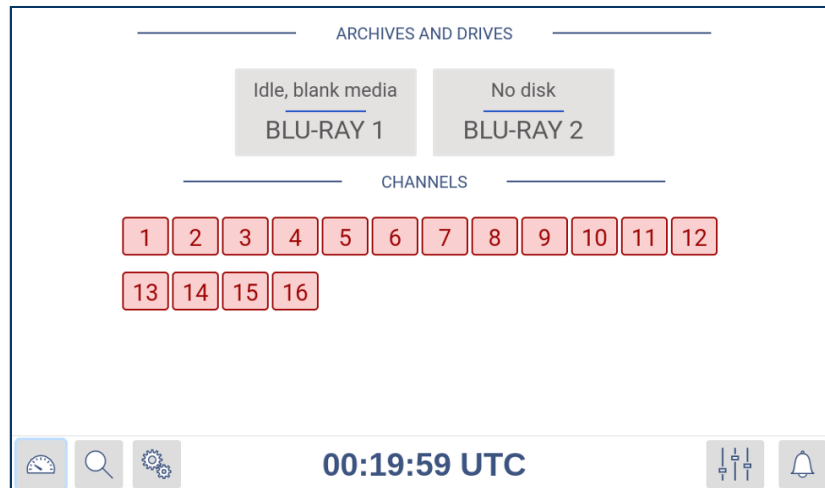 ARCHIVES AND DRIVES
Idle, blank media
BLU-RAY 1
No disk
BLU-RAY 2
CHANNELS
1 2 3 4 5 6 7 8 9 10 11 12
13 14 15 16
00:19:59 UTC